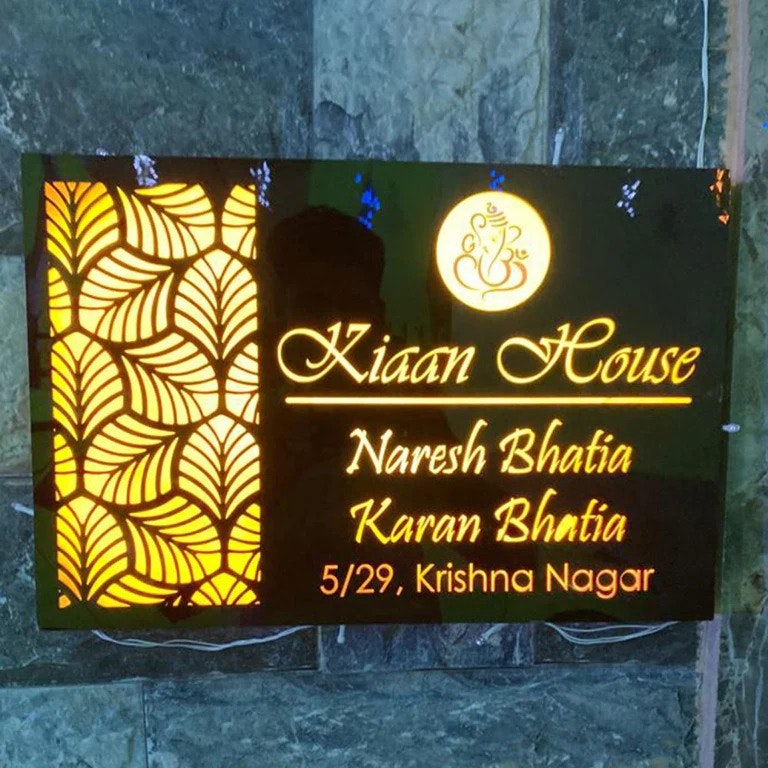 Kiaan House
Naresh Bhatia
Karan Bhatia
5/29, Krishna Nagar